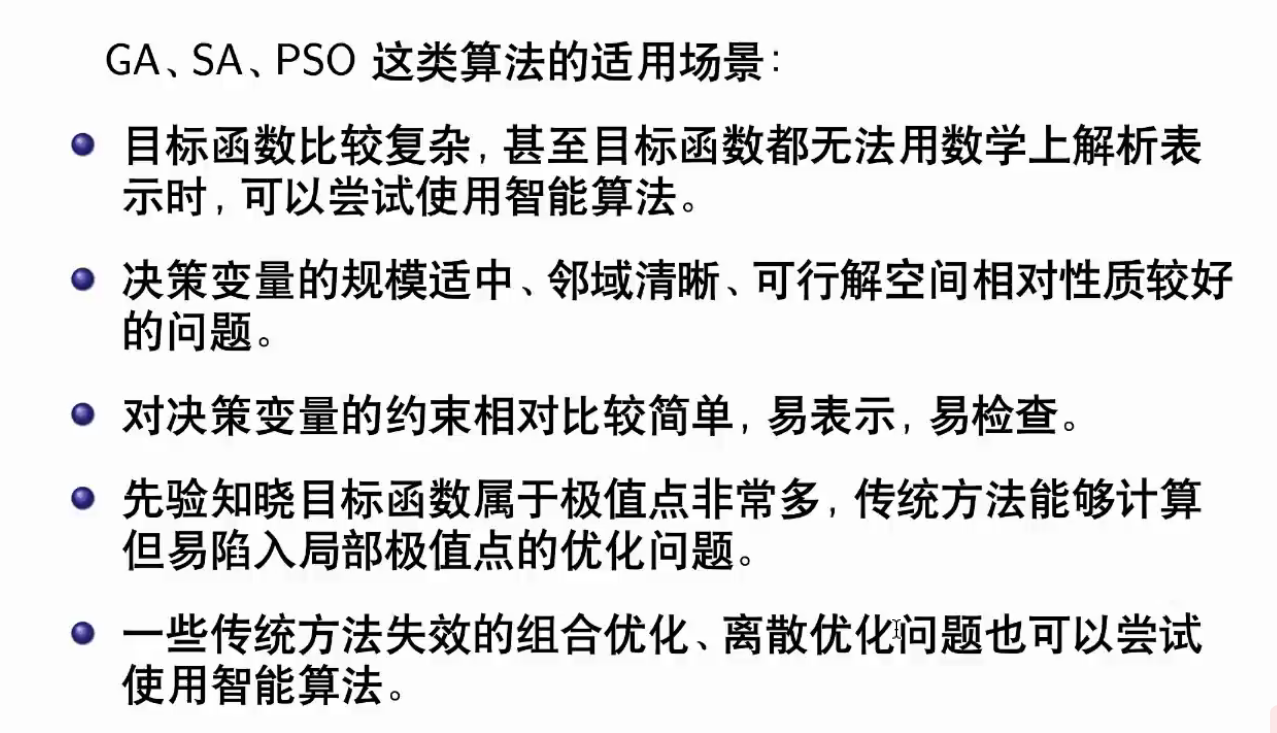 GA、SA、PSO 这类算法的适用场景：
目标函数比较复杂，甚至目标函数都无法用数学上解析表
示时，可以尝试使用智能算法。
决策变量的规模适中、邻域清晰、可行解空间相对性质较好
的问题。
对决策变量的约束相对比较简单，易表示，易检查。
先验知晓目标函数属于极值点非常多，传统方法能够计算
但易陷入局部极值点的优化问题。
一些传统方法失效的组合优化、离散优化问题也可以尝试
使用智能算法。